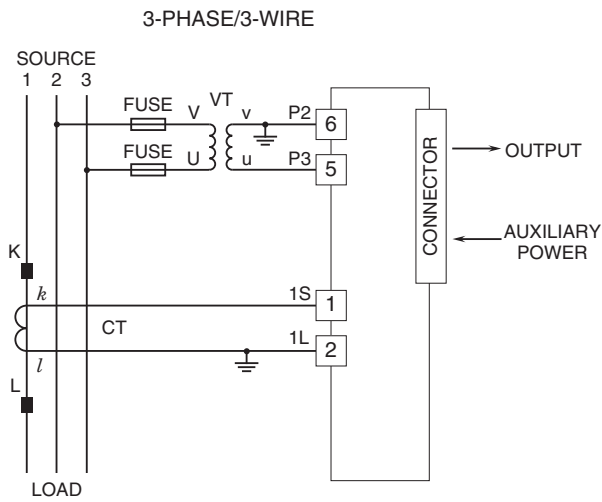 3-PHASE/3-WIRE
SOURCE
1 2 3
FUSE
VT
V v P2 6
FUSE
U u P3 5
CONNECTOR
OUTPUT
AUXILIARY
POWER
K
k 1S 1
CT
l 1L 2
L
LOAD